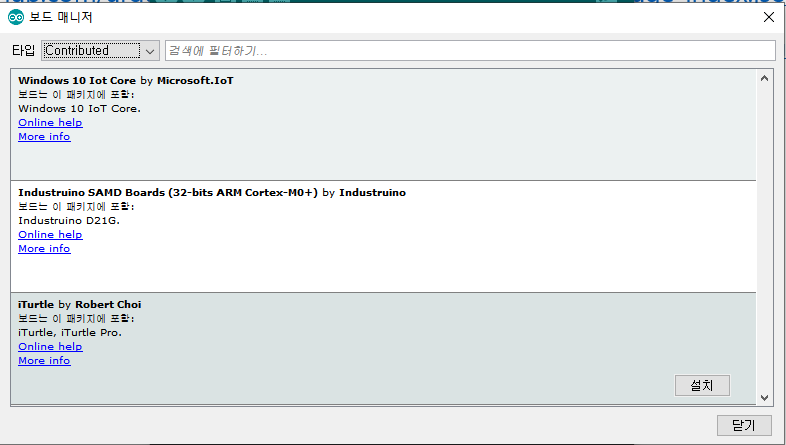 보드 매니저
타입 Contributed 검색에 필터하기...
Windows 10 Iot Core by Microsoft.IoT
보드는 이 패키지에 포함:
Windows 10 IoT Core.
Online help
More info
Industruino SAMD Boards (32-bits ARM Cortex-M0+) by Industruino
보드는 이 패키지에 포함:
Industruino D21G.
Online help
More info
iTurtle by Robert Choi
보드는 이 패키지에 포함:
iTurtle, iTurtle Pro.
Online help
More info
설치
닫기